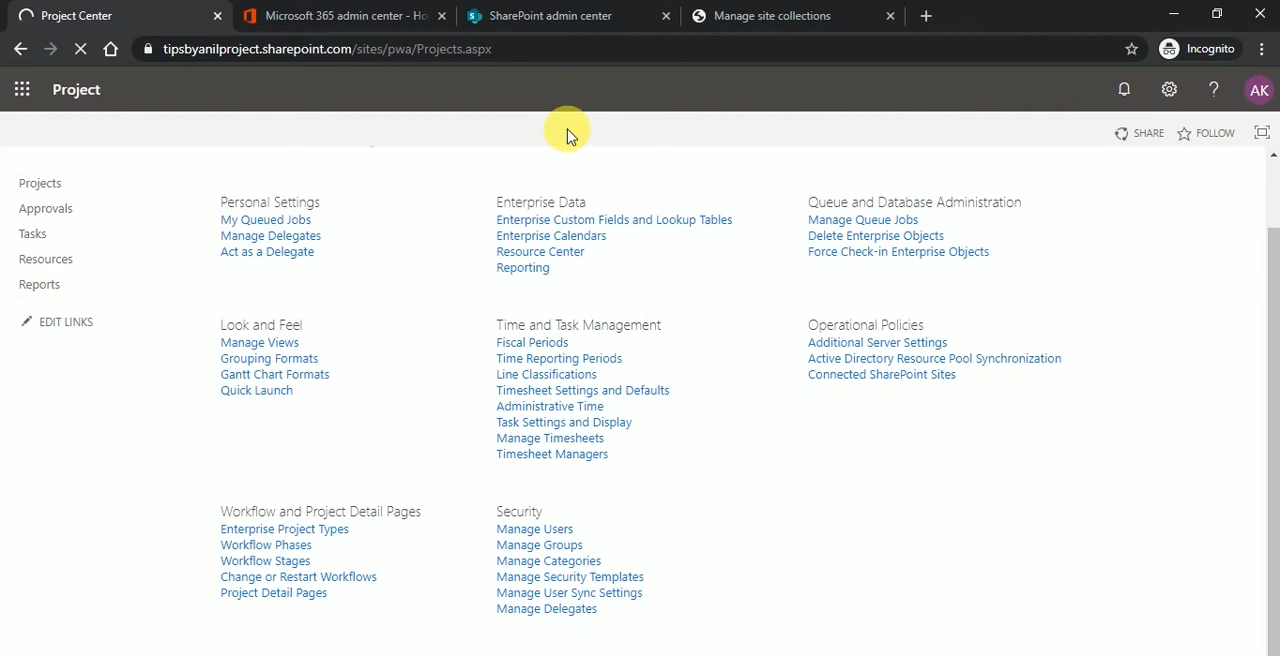 Project Center
Microsoft 365 admin center - Ho
SharePoint admin center
Manage site collections
tipsbyanilproject.sharepoint.com/sites/pwa/Projects.aspx
Incognito
Project
AK
SHARE
FOLLOW
Projects
Approvals
Tasks
Resources
Reports
EDIT LINKS
Personal Settings
My Queued Jobs
Manage Delegates
Act as a Delegate
Enterprise Data
Enterprise Custom Fields and Lookup Tables
Enterprise Calendars
Resource Center
Reporting
Queue and Database Administration
Manage Queue Jobs
Delete Enterprise Objects
Force Check-in Enterprise Objects
Look and Feel
Manage Views
Grouping Formats
Gantt Chart Formats
Quick Launch
Time and Task Management
Fiscal Periods
Time Reporting Periods
Line Classifications
Timesheet Settings and Defaults
Administrative Time
Task Settings and Display
Manage Timesheets
Timesheet Managers
Operational Policies
Additional Server Settings
Active Directory Resource Pool Synchronization
Connected SharePoint Sites
Workflow and Project Detail Pages
Enterprise Project Types
Workflow Phases
Workflow Stages
Change or Restart Workflows
Project Detail Pages
Security
Manage Users
Manage Groups
Manage Categories
Manage Security Templates
Manage User Sync Settings
Manage Delegates